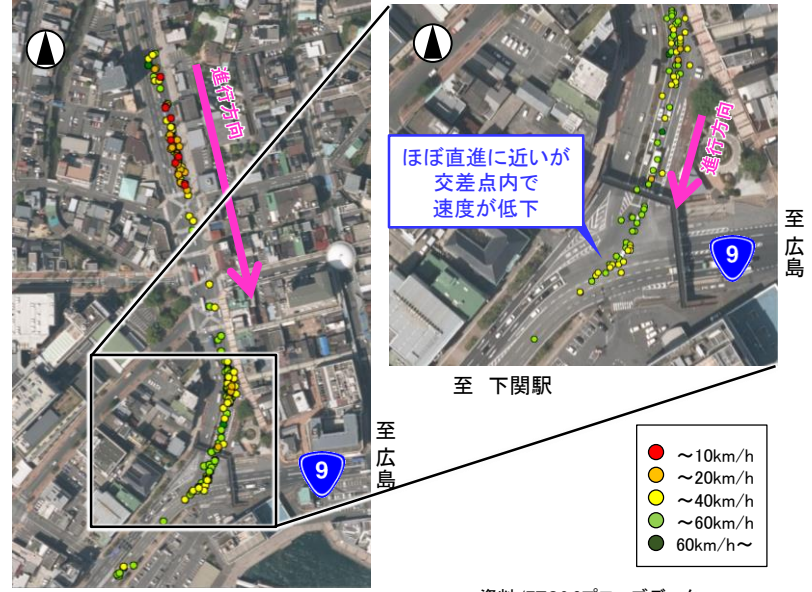 進行方向
ほぼ直進に近いが
交差点内で
速度が低下
進行方向
9
至 広島
至 下関駅
至 広島
9
～10km/h
～20km/h
～40km/h
～60km/h
60km/h～